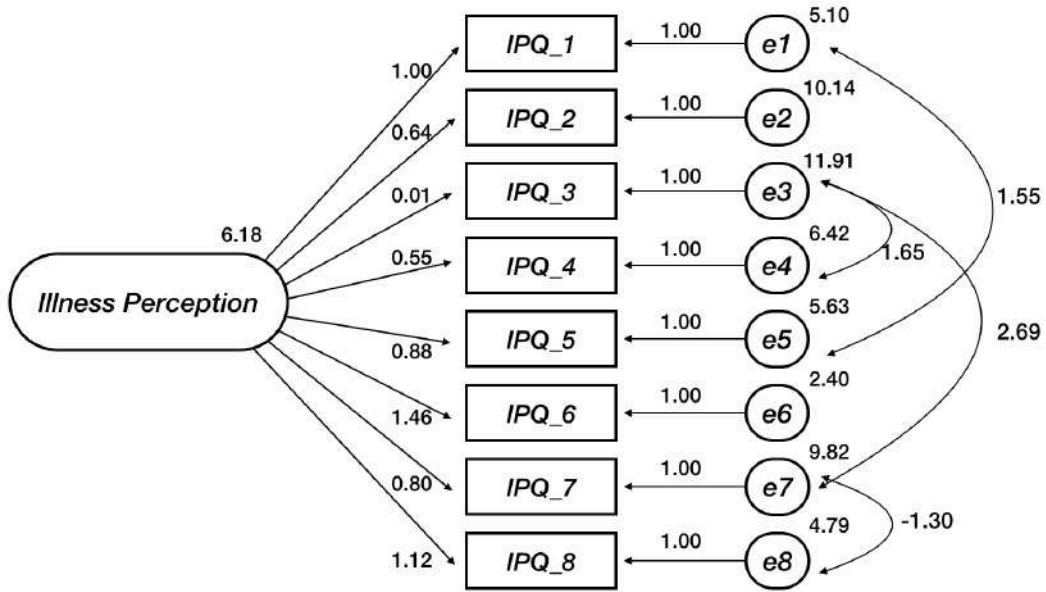 5.10
IPQ_1
1.00
e1
1.00
10.14
IPQ_2
1.00
e2
0.64
11.91
IPQ_3
1.00
e3
0.01
1.55
6.18
6.42
1.65
IPQ_4
1.00
e4
0.55
Illness Perception
5.63
IPQ_5
1.00
e5
2.69
0.88
2.40
IPQ_6
1.00
e6
1.46
9.82
IPQ_7
1.00
e7
0.80
-1.30
4.79
IPQ_8
1.00
e8
1.12